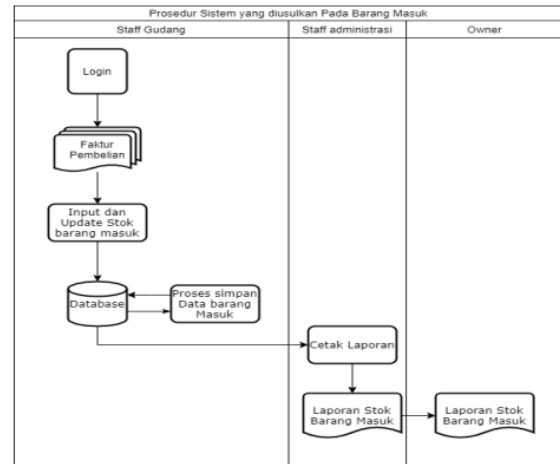 Prosedur Sistem yang diusulkan Pada Barang Masuk
Staff Gudang
Staff administrasi
Owner
Login
Faktur
Pembelian
Input dan
Update Stok
barang masuk
Database
Proses simpan
Data barang
Masuk
Cetak Laporan
Laporan Stok
Barang Masuk
Laporan Stok
Barang Masuk